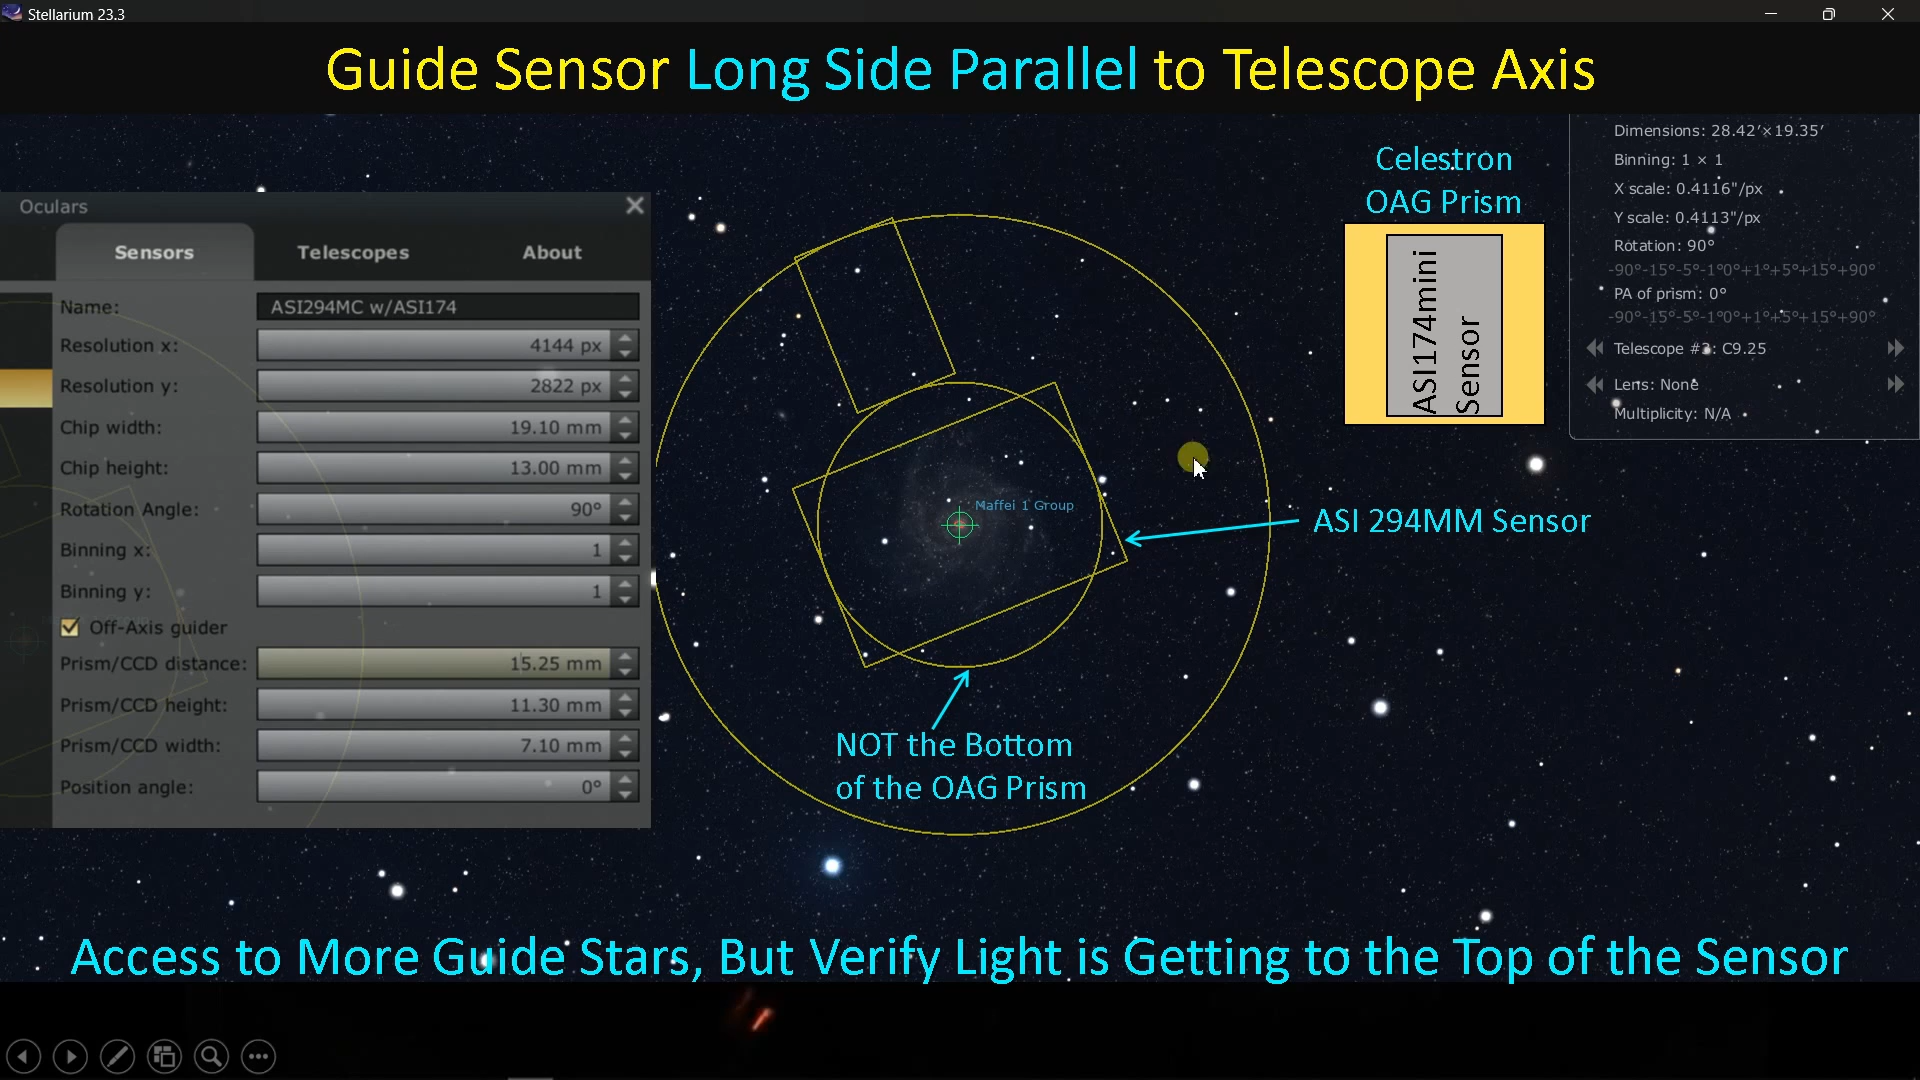 Stellarium 23.3
Guide Sensor Long Side Parallel to Telescope Axis
Oculars
Sensors
Telescopes
About
Name: ASI294MC w/ASI174
Resolution x: 4144 px
Resolution y: 2822 px
Chip width: 19.10 mm
Chip height: 13.00 mm
Rotation Angle: 90°
Binning x: 1
Binning y: 1
Off-Axis guider
Prism/CCD distance: 15.25 mm
Prism/CCD height: 11.30 mm
Prism/CCD width: 7.10 mm
Position angle: 0°
Maffei 1 Group
NOT the Bottom
of the OAG Prism
Celestron
OAG Prism
ASI174mini
Sensor
ASI 294MM Sensor
Dimensions: 28.42′×19.35′
Binning: 1 × 1
X scale: 0.4116"/px
Y scale: 0.4113"/px
Rotation: 90°
-90°-15°-5°-1°0°+1°+5°+15°+90°
PA of prism: 0°
-90°-15°-5°-1°0°+1°+5°+15°+90°
Telescope #2: C9.25
Lens: None
Multiplicity: N/A
Access to More Guide Stars, But Verify Light is Getting to the Top of the Sensor